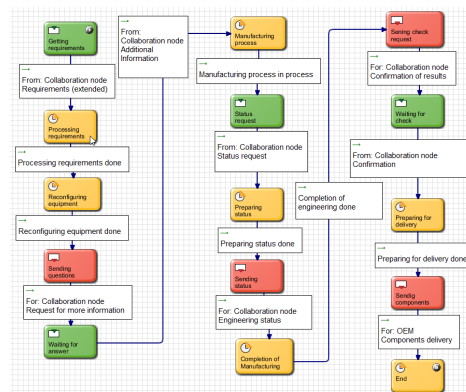 Getting
requirements
From: Collaboration node
Requirements (extended)
Processing
requirements
Processing requirements done
Reconfiguring
equigment
Reconfiguring equipment done
Sending
questions
For: Collaboration node
Request for more information
Waiting for
answer
From:
Collaboration node
Additional
Information
Manufacturing
process
Manufacturing process in process
Status
request
From: Collaboration node
Status request
Preparing
status
Preparing status done
Sending
status
For: Collaboration node
Engineering status
Completion of
Manufacturing
Completion of
engineering done
Sening check
request
For: Collaboration node
Confirmation of results
Waiting for
check
From: Collaboration node
Confirmation
Preparing for
delivery
Preparing for delivery done
Sendig
components
For: OEM
Components delivery
End